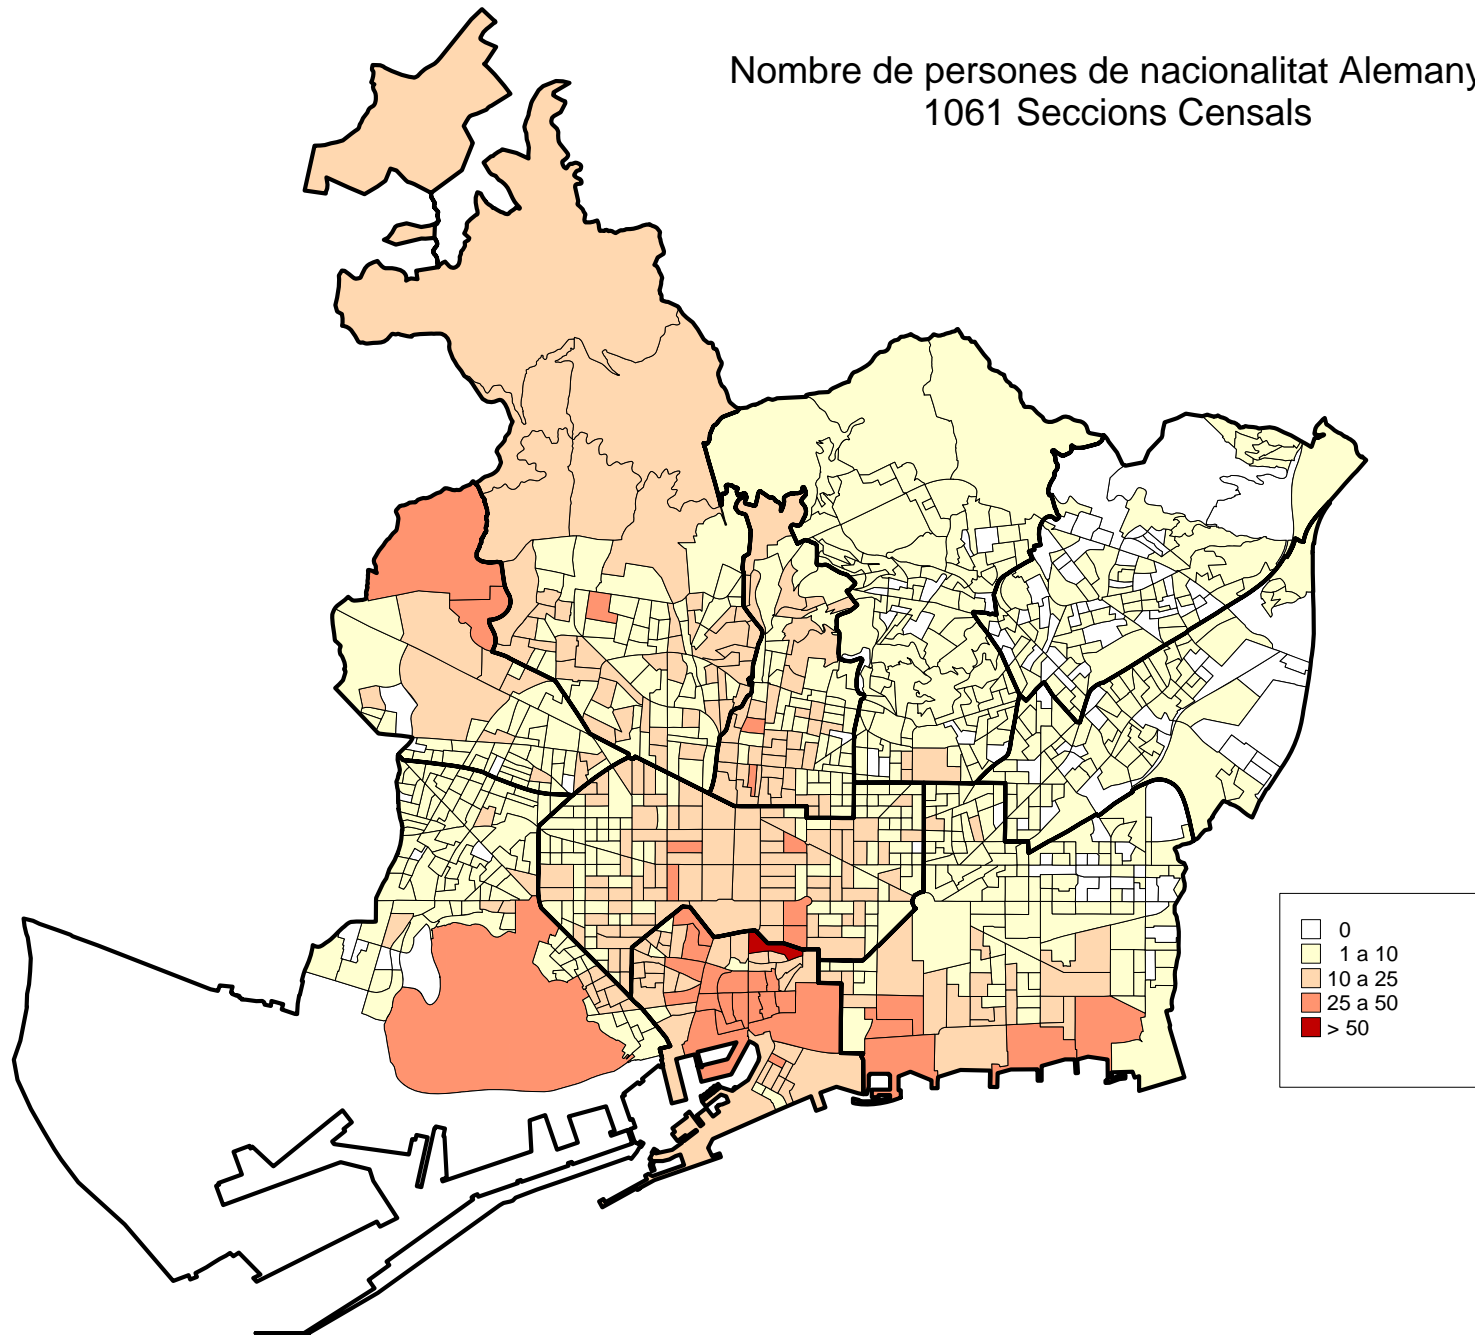 Nombre de persones de nacionalitat Alemany
1061 Seccions Censals
0
1 a 10
10 a 25
25 a 50
> 50